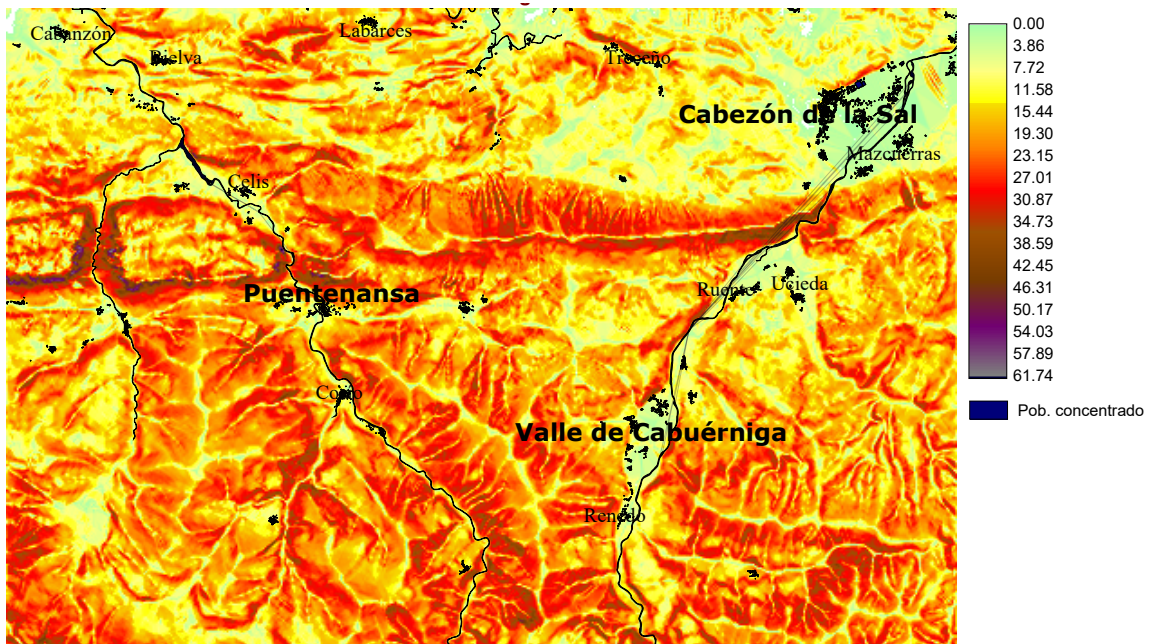 Cabanzón
Labarces
Bielva
Treceño
Cabezón de la Sal
Mazcuerras
Celis
Ucieda
Ruente
Puentenansa
Cosío
Valle de Cabuérniga
Renedo
0.00
3.86
7.72
11.58
15.44
19.30
23.15
27.01
30.87
34.73
38.59
42.45
46.31
50.17
54.03
57.89
61.74
Pob. concentrado